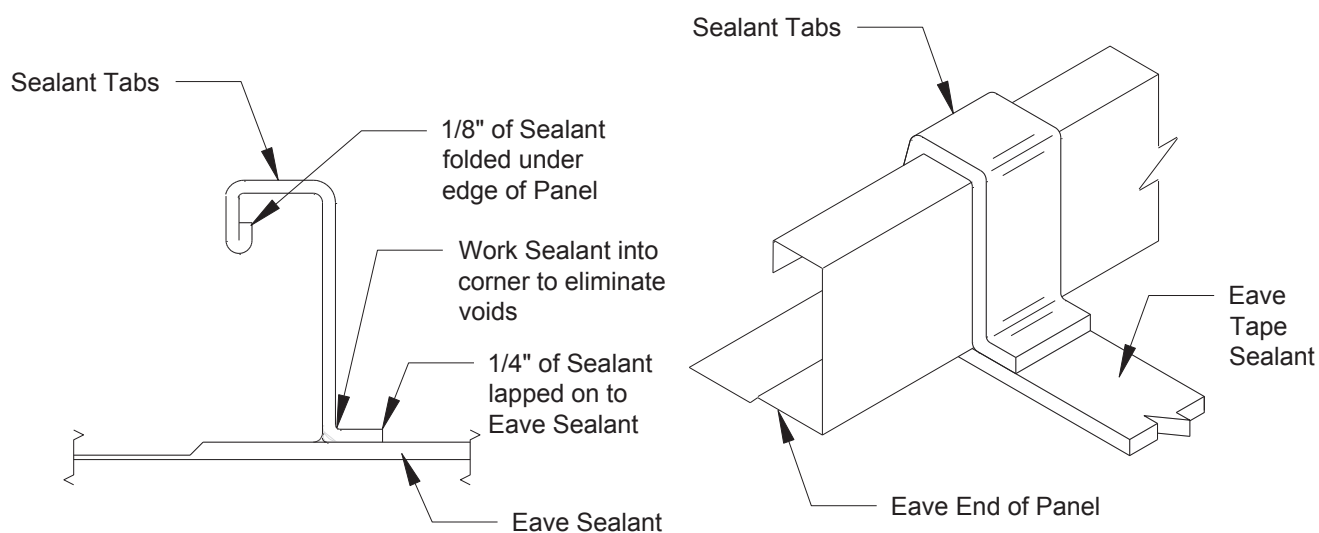 Sealant Tabs
1/8" of Sealant
folded under
edge of Panel
Work Sealant into
corner to eliminate
voids
1/4" of Sealant
lapped on to
Eave Sealant
Eave Sealant
Sealant Tabs
Eave
Tape
Sealant
Eave End of Panel